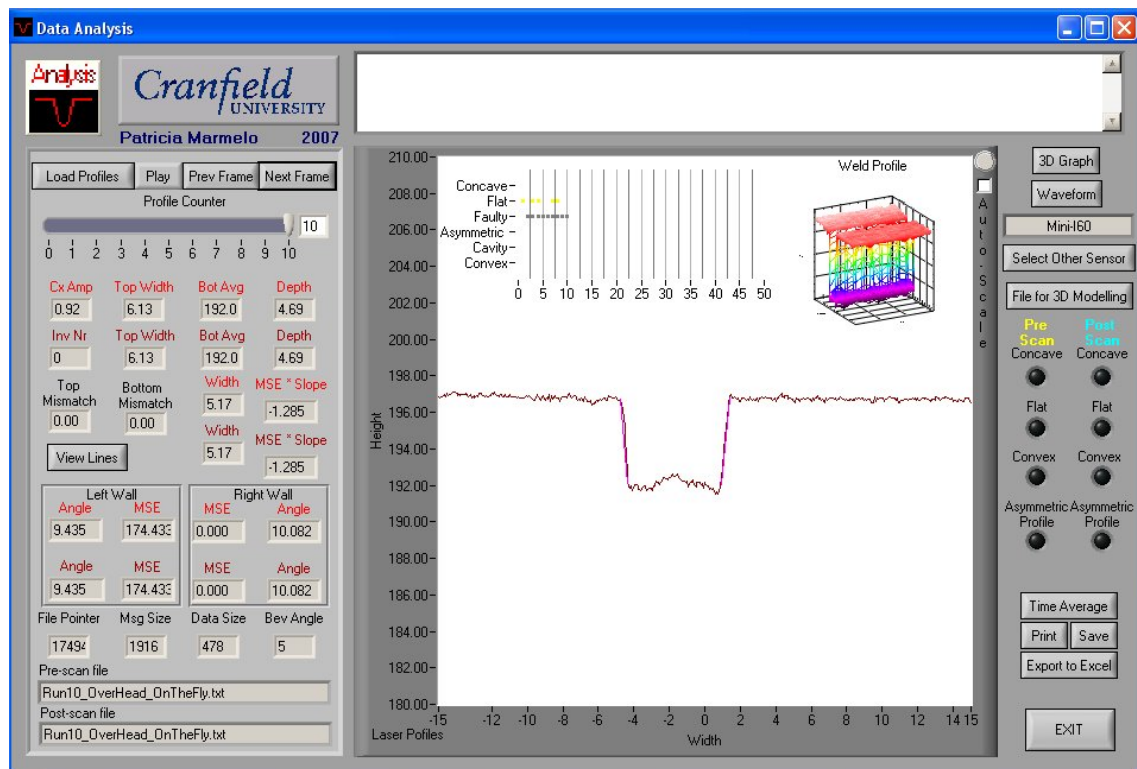 Data Analysis
Analysis
Cranfield
UNIVERSITY
Patricia Marmelo 2007
Load Profiles Play Prev Frame Next Frame
Profile Counter
10
0 1 2 3 4 5 6 7 8 9 10
Cx Amp Top Width Bot Avg Depth
0.92 6.13 192.0 4.69
Inv Nr Top Width Bot Avg Depth
0 6.13 192.0 4.69
Top Mismatch Bottom Mismatch Width MSE * Slope
0.00 0.00 5.17 -1.285
Width MSE * Slope
View Lines 5.17 -1.285
Left Wall Right Wall
Angle MSE MSE Angle
9.435 174.433 0.000 10.082
Angle MSE MSE Angle
9.435 174.433 0.000 10.082
File Pointer Msg Size Data Size Bev Angle
1749 1916 478 5
Pre-scan file
Run10_OverHead_OnTheFly.txt
Post-scan file
Run10_OverHead_OnTheFly.txt
210.00
208.00
206.00
204.00
202.00
200.00
198.00
196.00
194.00
192.00
190.00
188.00
186.00
184.00
182.00
180.00
Height
Concave
Flat
Faulty
Asymmetric
Cavity
Convex
0 5 10 15 20 25 30 35 40 45 50
Weld Profile
-15 -12 -10 -8 -6 -4 -2 0 2 4 6 8 10 12 14 15
Laser Pofiles
Width
Auto-Scale
3D Graph
Waveform
Mini-I60
Select Other Sensor
File for 3D Modelling
Pre Scan Post Scan
Concave Concave
Flat Flat
Convex Convex
Asymmetric Profile Asymmetric Profile
Time Average
Print Save
Export to Excel
EXIT